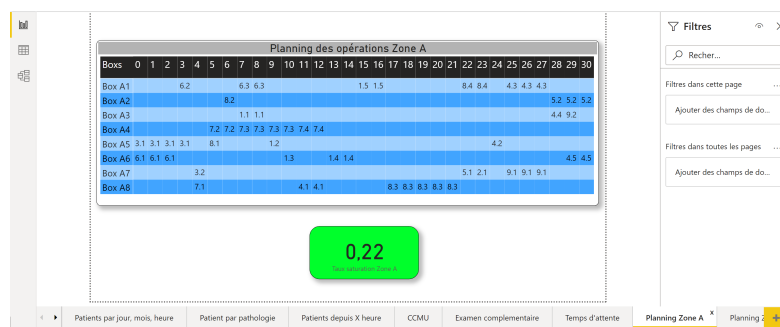 Planning des opérations Zone A
Boxs 0 1 2 3 4 5 6 7 8 9 10 11 12 13 14 15 16 17 18 19 20 21 22 23 24 25 26 27 28 29 30
Box A1 6.2 6.3 6.3 1.5 1.5 8.4 8.4 4.3 4.3 4.3
Box A2 8.2 5.2 5.2 5.2
Box A3 1.1 1.1 4.4 9.2
Box A4 7.2 7.2 7.3 7.3 7.3 7.3 7.4 7.4
Box A5 3.1 3.1 3.1 3.1 8.1 1.2 4.2
Box A6 6.1 6.1 6.1 1.3 1.4 1.4 4.5 4.5
Box A7 3.2 5.1 2.1 9.1 9.1 9.1
Box A8 7.1 4.1 4.1 8.3 8.3 8.3 8.3 8.3
0,22
Taux saturation Zone A
Filtres
Recher...
Filtres dans cette page ...
Ajouter des champs de do...
Filtres dans toutes les pages ...
Ajouter des champs de do...
Patients par jour, mois, heure Patient par pathologie Patients depuis X heure CCMU Examen complementaire Temps d'attente Planning Zone A x Planning Z